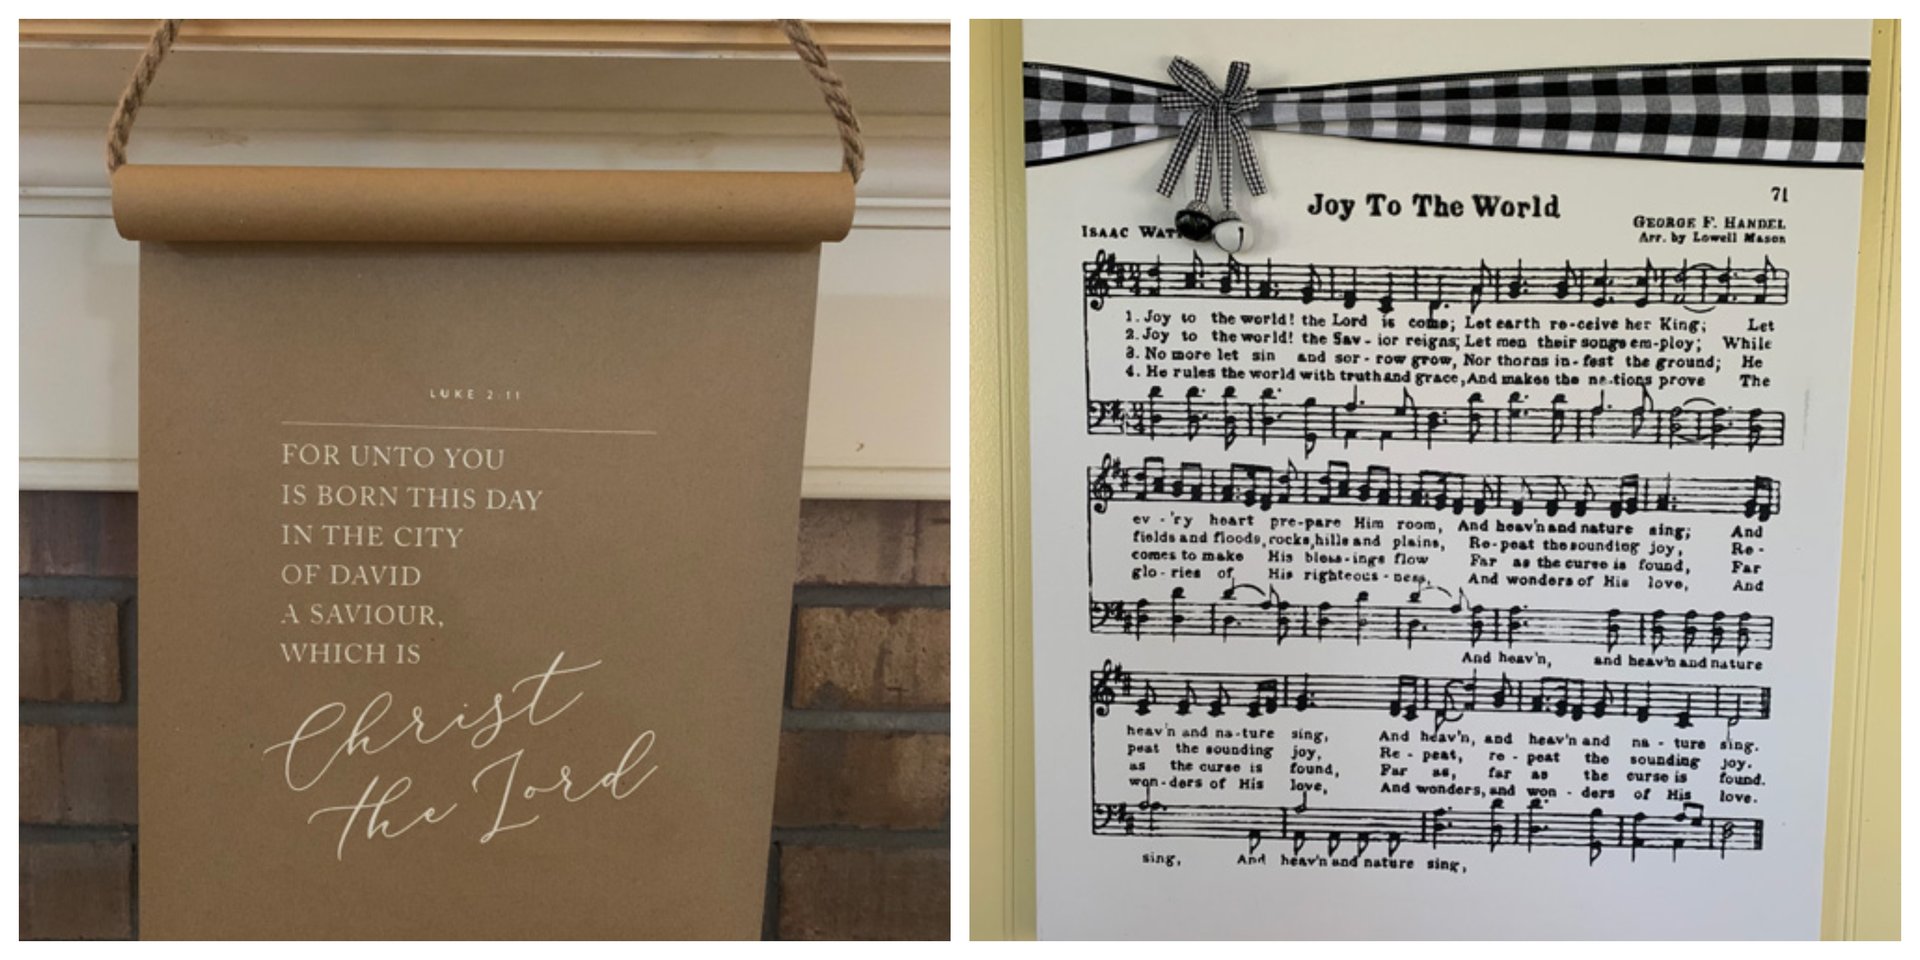 LUKE 2:11
FOR UNTO YOU
IS BORN THIS DAY
IN THE CITY
OF DAVID
A SAVIOUR,
WHICH IS
Christ
the Lord
71
Joy To The World
GEORGE F. HANDEL
ISAAC WAT
Arr. by Lowell Mason
1. Joy to the world! the Lord is come; Let earth re-ceive her King; Let
2. Joy to the world! the Sav - ior reigns; Let men their songs em-ploy; While
3. No more let sin and sor - row grow, Nor thorns in - fest the ground; He
4. He rules the world with truth and grace, And makes the na-tions prove The
ev - 'ry heart pre-pare Him room, And heav'n and nature sing; And
fields and floods, rocks, hills and plains, Re-peat the sounding joy, Re -
comes to make His bless-ings flow Far as the curse is found, Far
glo - ries of His righteous - ness, And wonders of His love, And
And heav'n, and heav'n and nature
heav'n and na-ture sing, And heav'n, and heav'n and na - ture sing.
peat the sounding joy, Re - peat, re - peat the sounding joy.
as the curse is found, Far as, far as the curse is found.
won-ders of His love, And wonders, and won - ders of His love.
sing, And heav'n and nature sing,